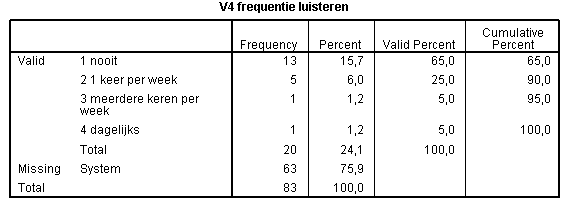 V4 frequentie luisteren
Frequency Percent Valid Percent Cumulative Percent
Valid 1 nooit 13 15,7 65,0 65,0
2 1 keer per week 5 6,0 25,0 90,0
3 meerdere keren per week 1 1,2 5,0 95,0
4 dagelijks 1 1,2 5,0 100,0
Total 20 24,1 100,0
Missing System 63 75,9
Total 83 100,0